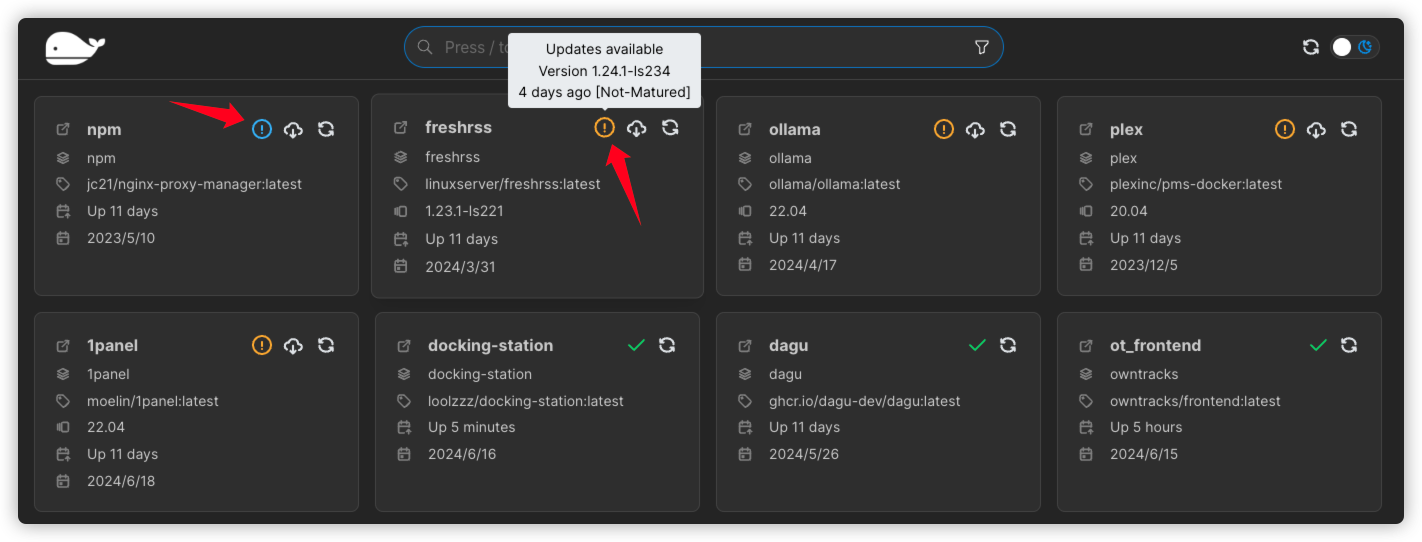 Press / to
Updates available
Version 1.24.1-ls234
4 days ago [Not-Matured]
npm
npm
jc21/nginx-proxy-manager:latest
Up 11 days
2023/5/10
freshrss
freshrss
linuxserver/freshrss:latest
1.23.1-ls221
Up 11 days
2024/3/31
ollama
ollama
ollama/ollama:latest
22.04
Up 11 days
2024/4/17
plex
plex
plexinc/pms-docker:latest
20.04
Up 11 days
2023/12/5
1panel
1panel
moelin/1panel:latest
22.04
Up 11 days
2024/6/18
docking-station
docking-station
loolzzz/docking-station:latest
Up 5 minutes
2024/6/16
dagu
dagu
ghcr.io/dagu-dev/dagu:latest
Up 11 days
2024/5/26
ot_frontend
owntracks
owntracks/frontend:latest
Up 5 hours
2024/6/15